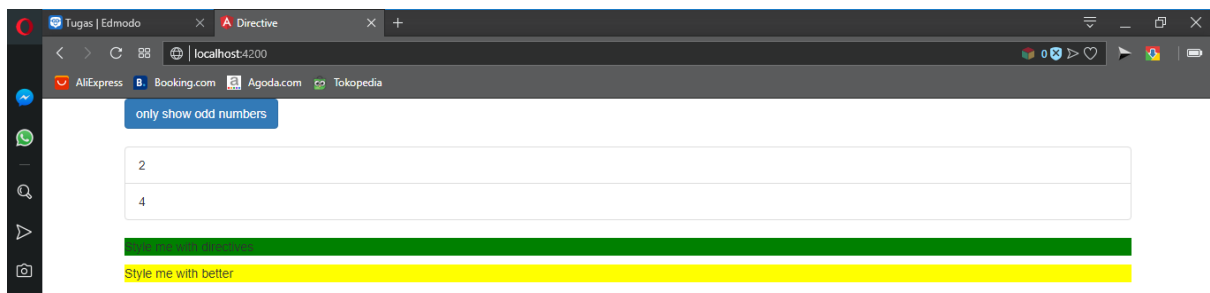 Tugas | Edmodo Directive
localhost:4200 0
AliExpress B. Booking.com a Agoda.com Tokopedia
only show odd numbers
2
4
Style me with directives
Style me with better